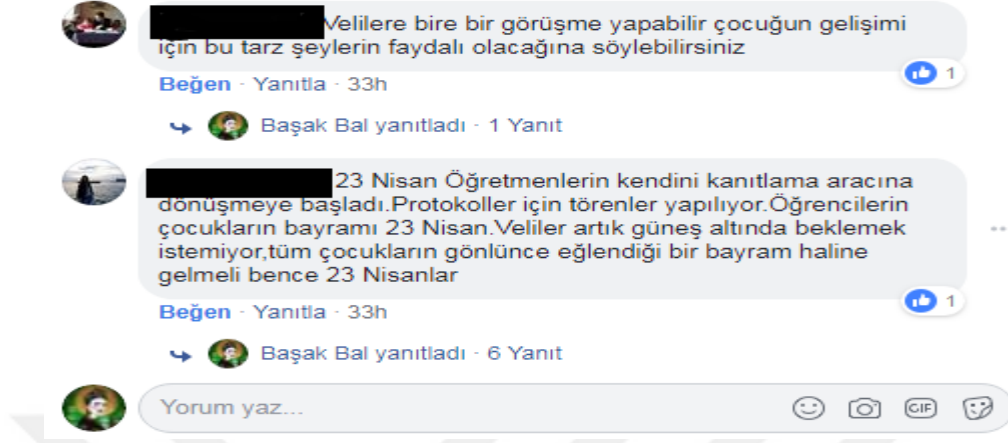 Velilere bire bir görüşme yapabilir çocuğun gelişimi
için bu tarz şeylerin faydalı olacağına söylebilirsiniz
1
Beğen · Yanıtla · 33h
Başak Bal yanıtladı · 1 Yanıt
23 Nisan Öğretmenlerin kendini kanıtlama aracına
dönüşmeye başladı.Protokoller için törenler yapılıyor.Öğrencilerin
çocukların bayramı 23 Nisan.Veliler artık güneş altında beklemek
istemiyor,tüm çocukların gönlünce eğlendiği bir bayram haline
gelmeli bence 23 Nisanlar
1
Beğen · Yanıtla · 33h
Başak Bal yanıtladı · 6 Yanıt
Yorum yaz...
GIF